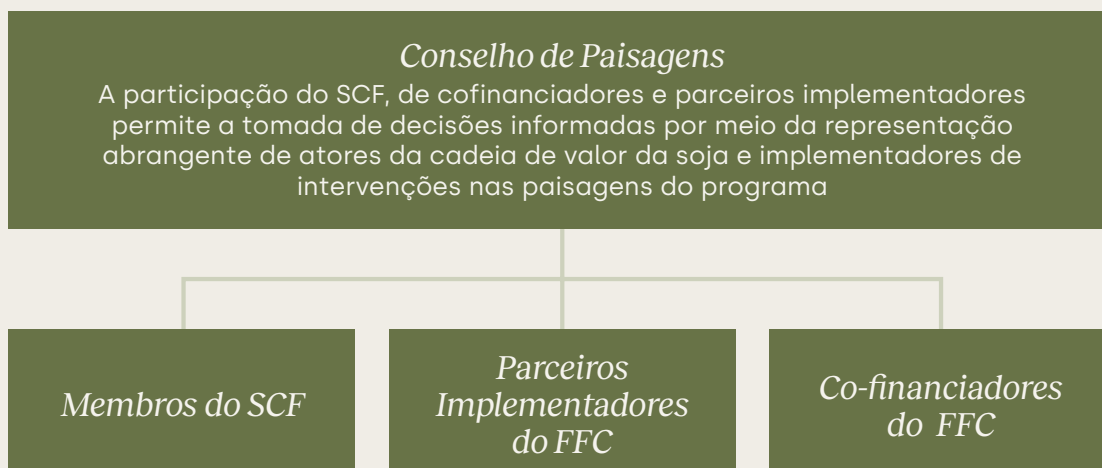 Conselho de Paisagens
A participação do SCF, de cofinanciadores e parceiros implementadores
permite a tomada de decisões informadas por meio da representação
abrangente de atores da cadeia de valor da soja e implementadores de
intervenções nas paisagens do programa
Membros do SCF
Parceiros
Implementadores
do FFC
Co-financiadores
do FFC